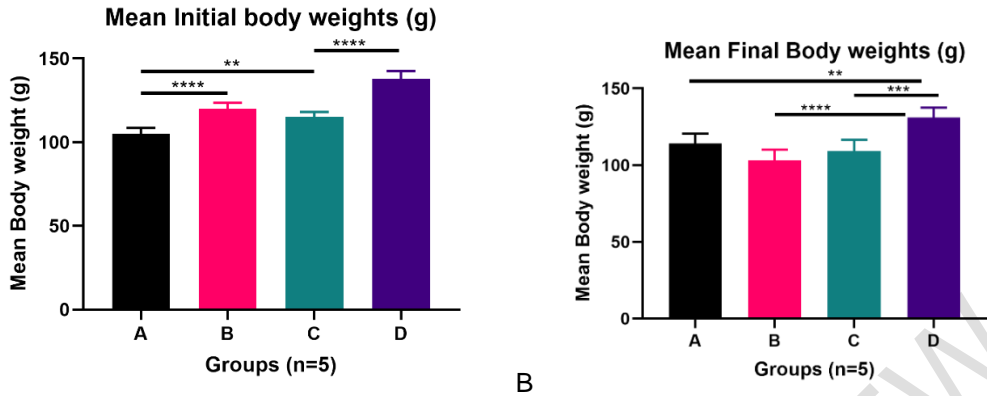 Mean Initial body weights (g)
****
**
****
Mean Body weight (g)
150
100
50
0
A B C D
Groups (n=5)
B
Mean Final Body weights (g)
**
***
****
Mean Body weight (g)
150
100
50
0
A B C D
Groups (n=5)